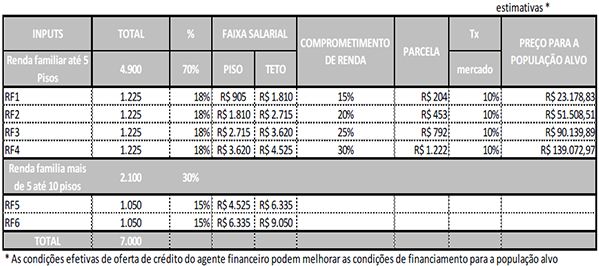 estimativas *
INPUTS TOTAL % FAIXA SALARIAL COMPROMETIMENTO DE RENDA PARCELA Tx PREÇO PARA A POPULAÇÃO ALVO
Renda familiar até 5 Pisos 4.900 70% PISO TETO mercado
RF1 1.225 18% R$ 905 R$ 1.810 15% R$ 204 10% R$ 23.178,83
RF2 1.225 18% R$ 1.810 R$ 2.715 20% R$ 453 10% R$ 51.508,51
RF3 1.225 18% R$ 2.715 R$ 3.620 25% R$ 792 10% R$ 90.139,89
RF4 1.225 18% R$ 3.620 R$ 4.525 30% R$ 1.222 10% R$ 139.072,97
Renda familia mais de 5 até 10 pisos 2.100 30%
RF5 1.050 15% R$ 4.525 R$ 6.335
RF6 1.050 15% R$ 6.335 R$ 9.050
TOTAL 7.000
* As condições efetivas de oferta de crédito do agente financeiro podem melhorar as condições de financiamento para a população alvo